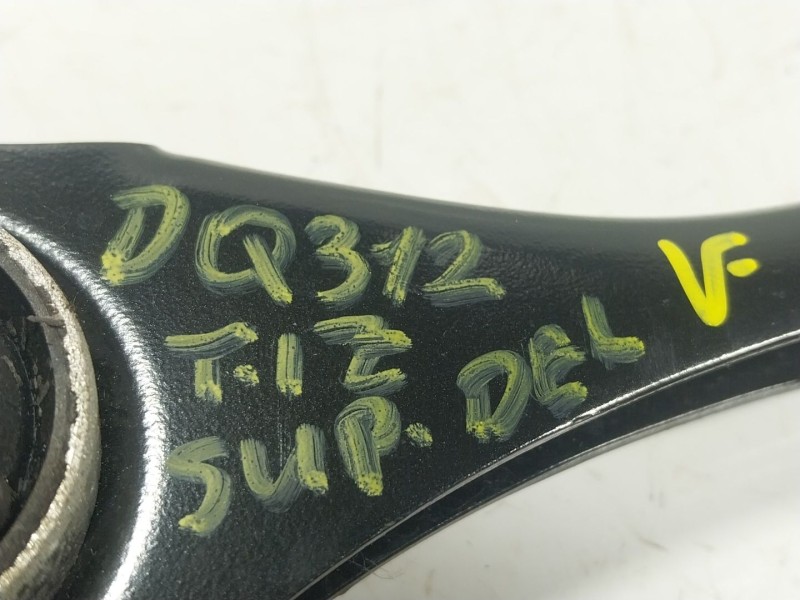 DQ312
T.IZ
SUP. DEL
V.